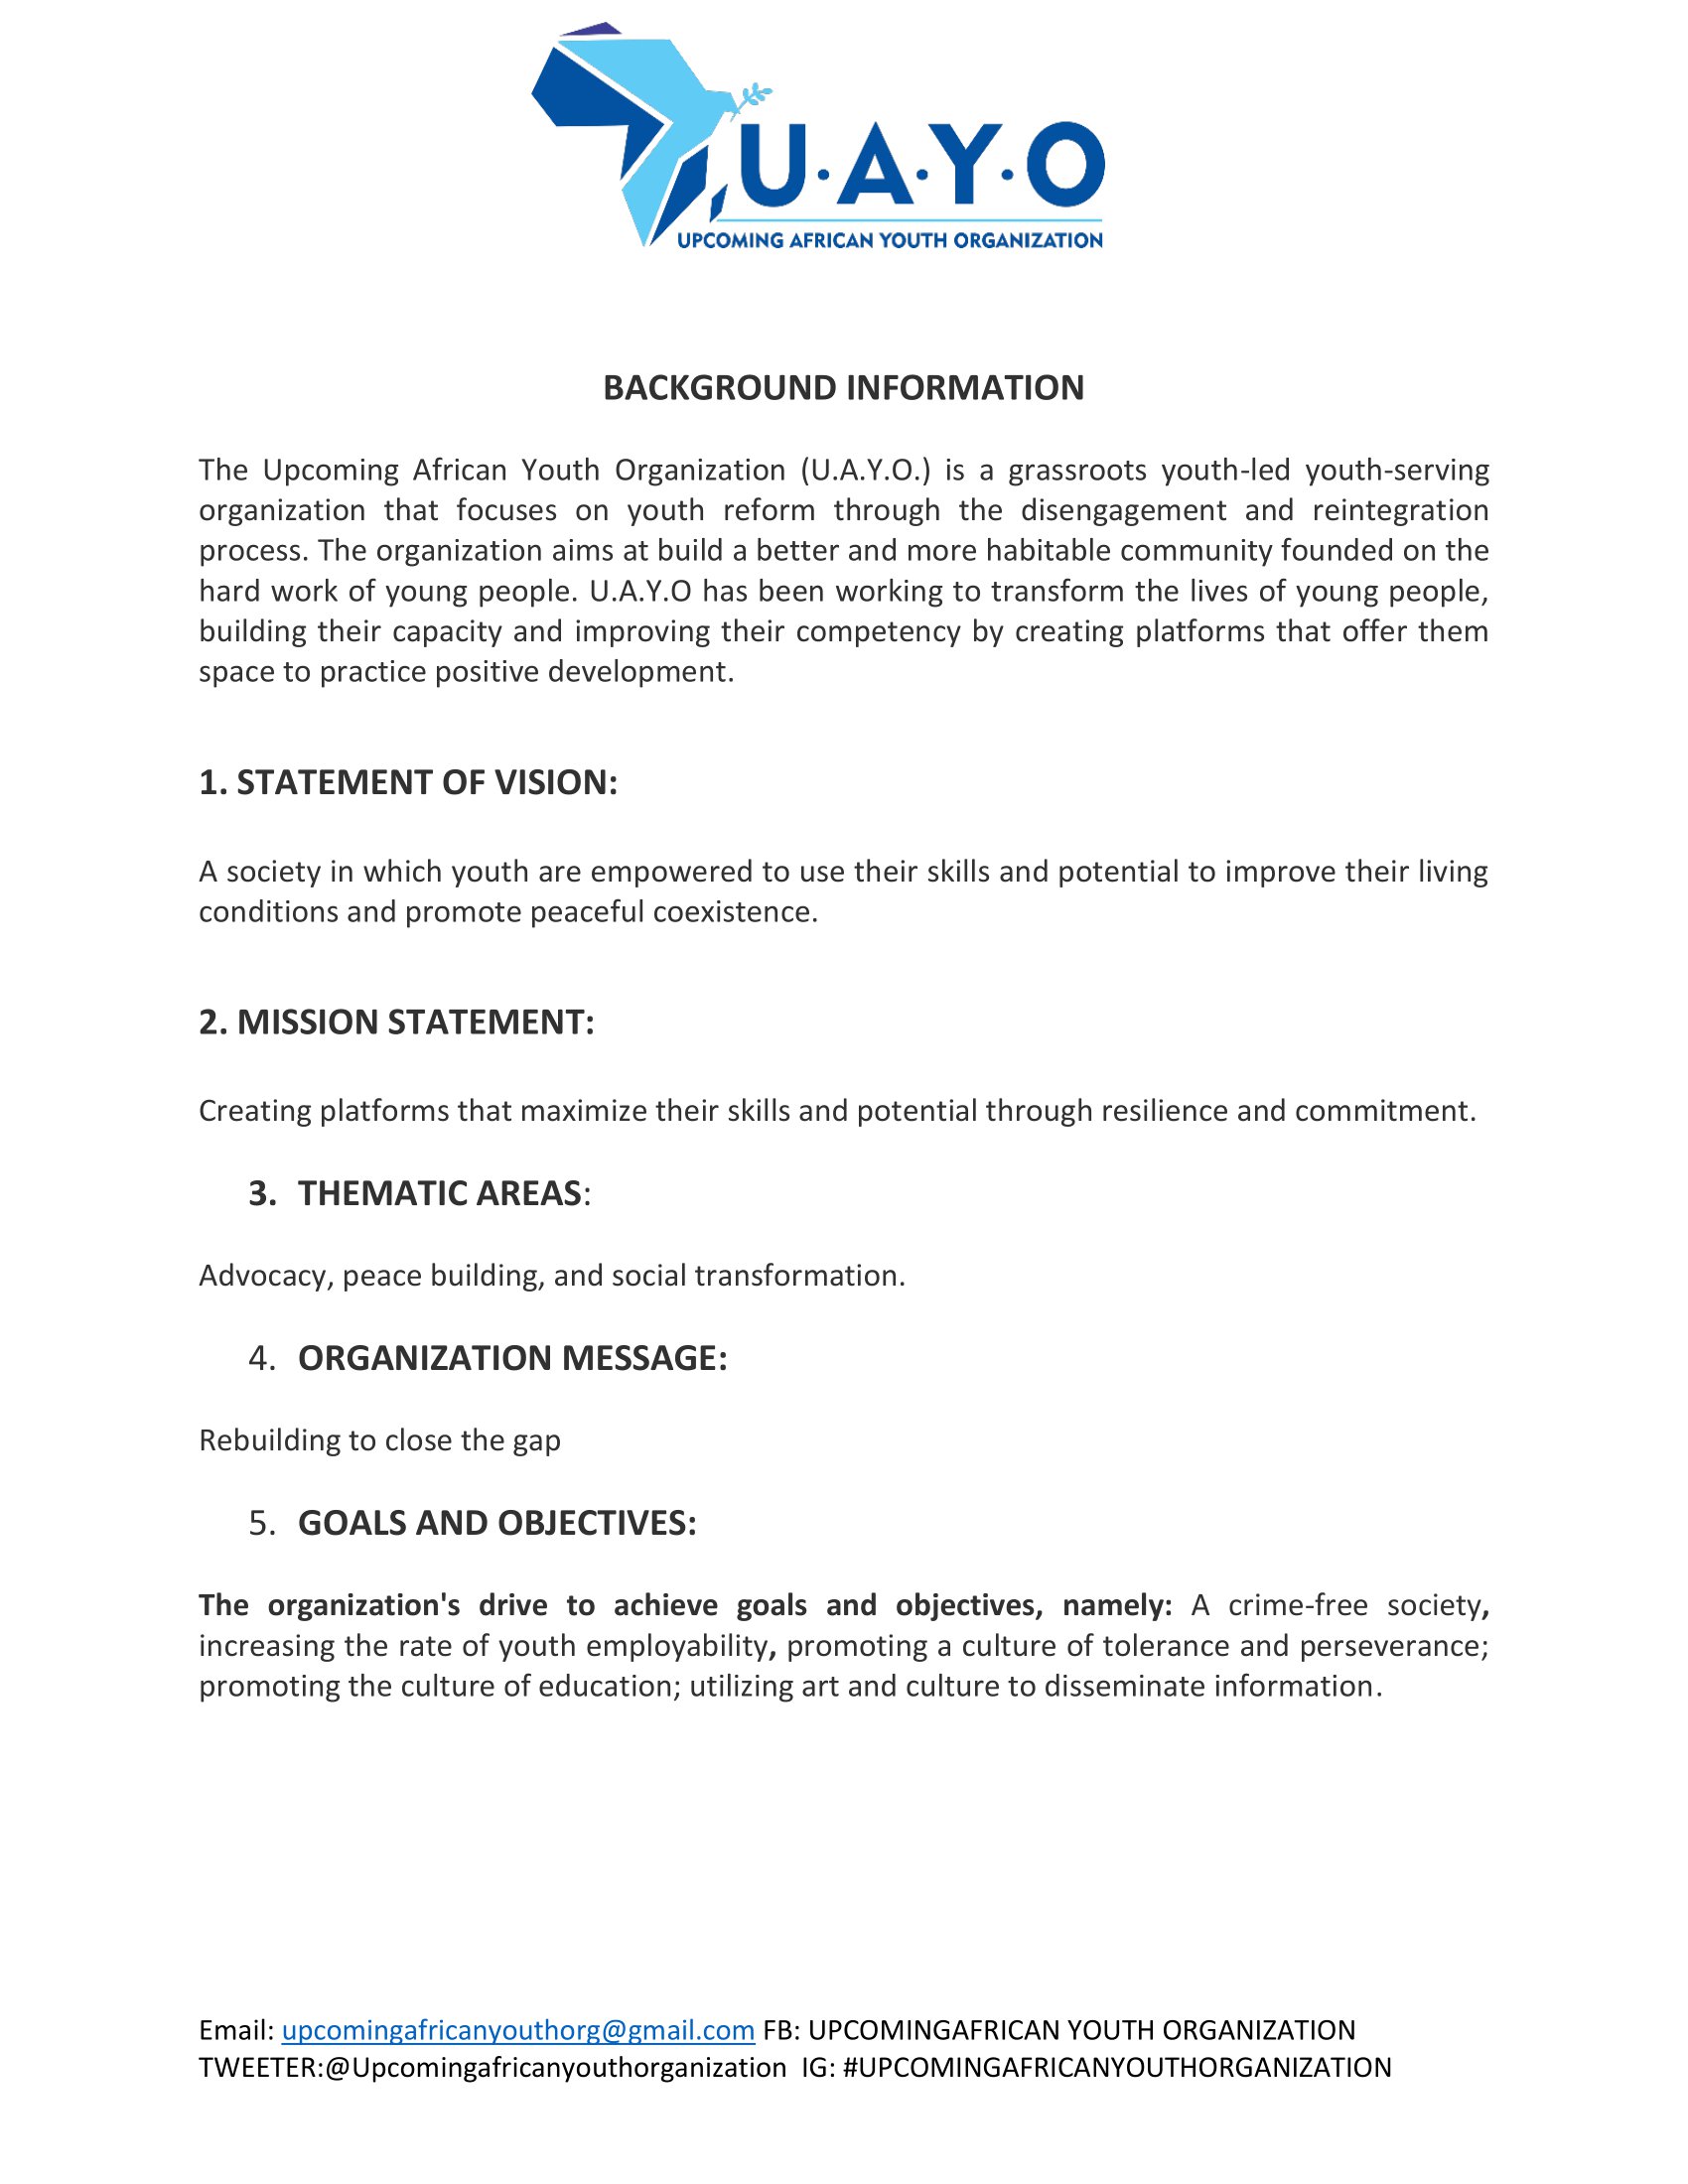 U.A.Y.O
UPCOMING AFRICAN YOUTH ORGANIZATION
BACKGROUND INFORMATION
The Upcoming African Youth Organization (U.A.Y.O.) is a grassroots youth-led youth-serving
organization that focuses on youth reform through the disengagement and reintegration
process. The organization aims at build a better and more habitable community founded on the
hard work of young people. U.A.Y.O has been working to transform the lives of young people,
building their capacity and improving their competency by creating platforms that offer them
space to practice positive development.
1. STATEMENT OF VISION:
A society in which youth are empowered to use their skills and potential to improve their living
conditions and promote peaceful coexistence.
2. MISSION STATEMENT:
Creating platforms that maximize their skills and potential through resilience and commitment.
3. THEMATIC AREAS:
Advocacy, peace building, and social transformation.
4. ORGANIZATION MESSAGE:
Rebuilding to close the gap
5. GOALS AND OBJECTIVES:
The organization's drive to achieve goals and objectives, namely: A crime-free society,
increasing the rate of youth employability, promoting a culture of tolerance and perseverance;
promoting the culture of education; utilizing art and culture to disseminate information.
Email: upcomingafricanyouthorg@gmail.com FB: UPCOMINGAFRICAN YOUTH ORGANIZATION
TWEETER:@Upcomingafricanyouthorganization IG: #UPCOMINGAFRICANYOUTHORGANIZATION